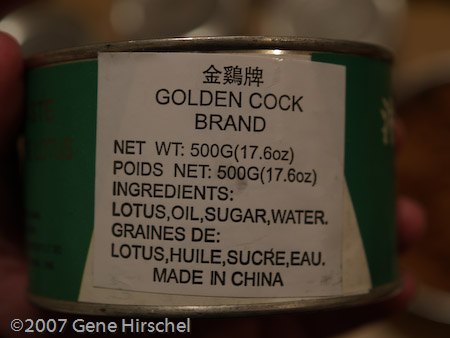 金鷄牌
GOLDEN COCK
BRAND
NET WT: 500G(17.6oz)
POIDS NET: 500G(17.6oz)
INGREDIENTS:
LOTUS,OIL,SUGAR,WATER.
GRAINES DE:
LOTUS,HUILE,SUCRE,EAU.
MADE IN CHINA
©2007 Gene Hirschel